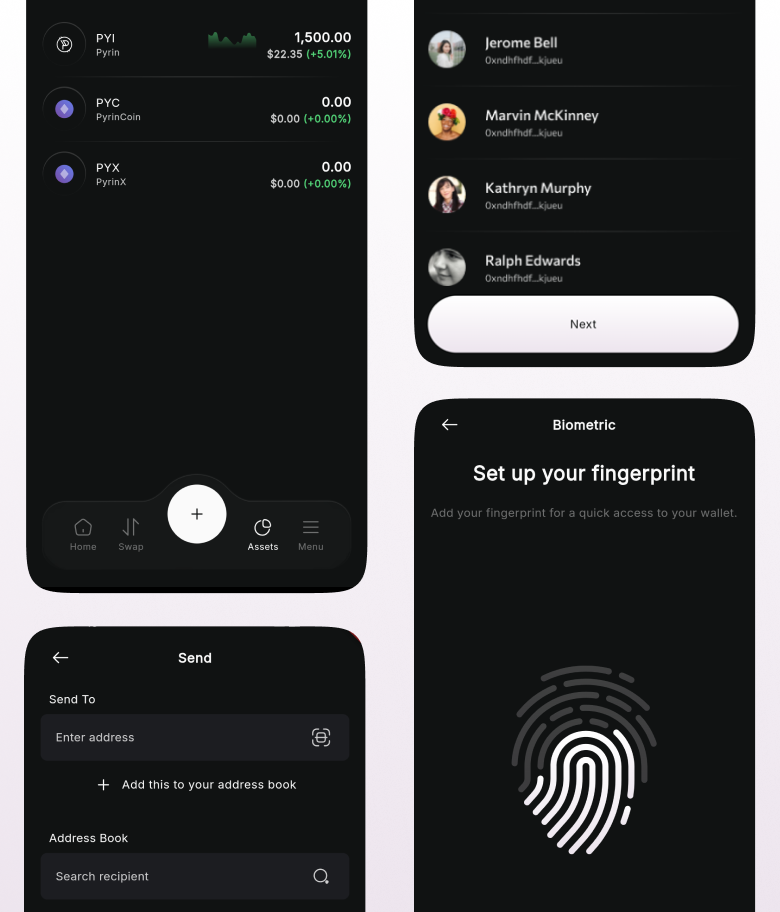 PYI
Pyrin
1,500.00
$22.35 (+5.01%)
PYC
PyrinCoin
0.00
$0.00 (+0.00%)
PYX
PyrinX
0.00
$0.00 (+0.00%)
Home
Swap
Assets
Menu
Send
Send To
Enter address
Add this to your address book
Address Book
Search recipient
Jerome Bell
0xndhfhdf...kjueu
Marvin McKinney
0xndhfhdf...kjueu
Kathryn Murphy
0xndhfhdf...kjueu
Ralph Edwards
0xndhfhdf...kjueu
Next
Biometric
Set up your fingerprint
Add your fingerprint for a quick access to your wallet.